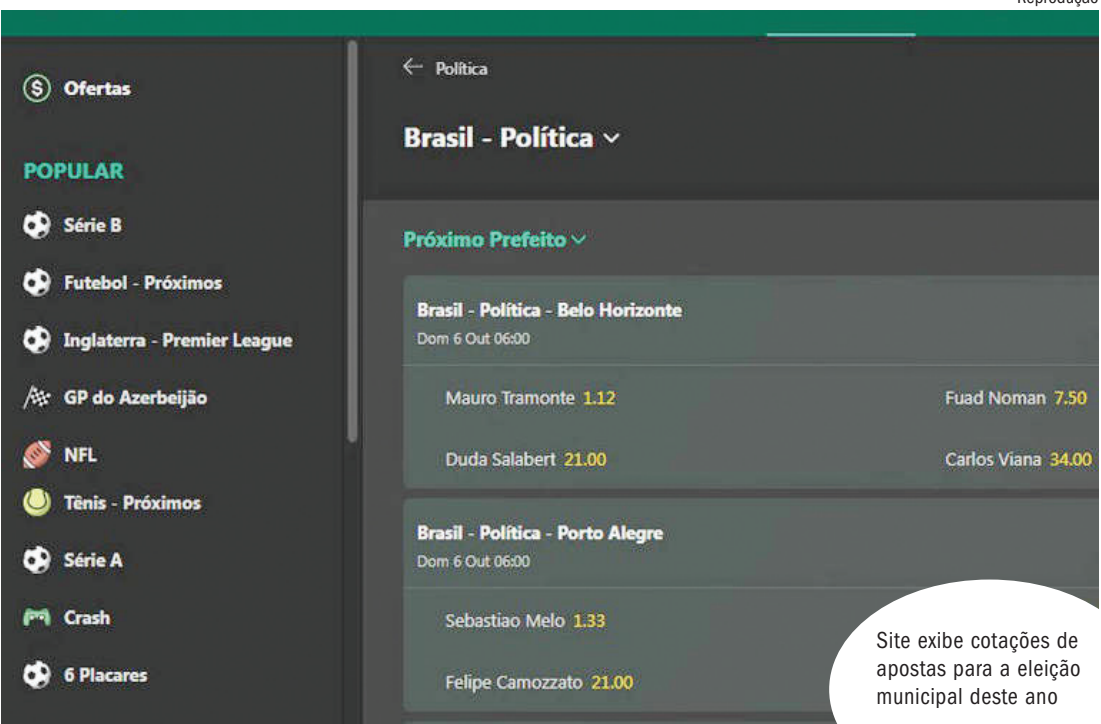 Reprodução
Ofertas
POPULAR
Série B
Futebol - Próximos
Inglaterra - Premier League
GP do Azerbeijão
NFL
Tênis - Próximos
Série A
Crash
6 Placares
Política
Brasil - Política
Próximo Prefeito
Brasil - Política - Belo Horizonte
Dom 6 Out 06:00
Mauro Tramonte 1.12 Fuad Noman 7.50
Duda Salabert 21.00 Carlos Viana 34.00
Brasil - Política - Porto Alegre
Dom 6 Out 06:00
Sebastiao Melo 1.33
Felipe Camozzato 21.00
Site exibe cotações de
apostas para a eleição
municipal deste ano